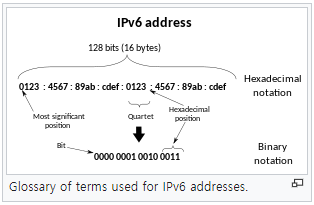 IPv6 address
128 bits (16 bytes)
0123 : 4567 : 89ab : cdef : 0123 : 4567 : 89ab : cdef
Hexadecimal
notation
Most significant
position
Quartet
Hexadecimal
position
Bit
0000 0001 0010 0011
Binary
notation
Glossary of terms used for IPv6 addresses.